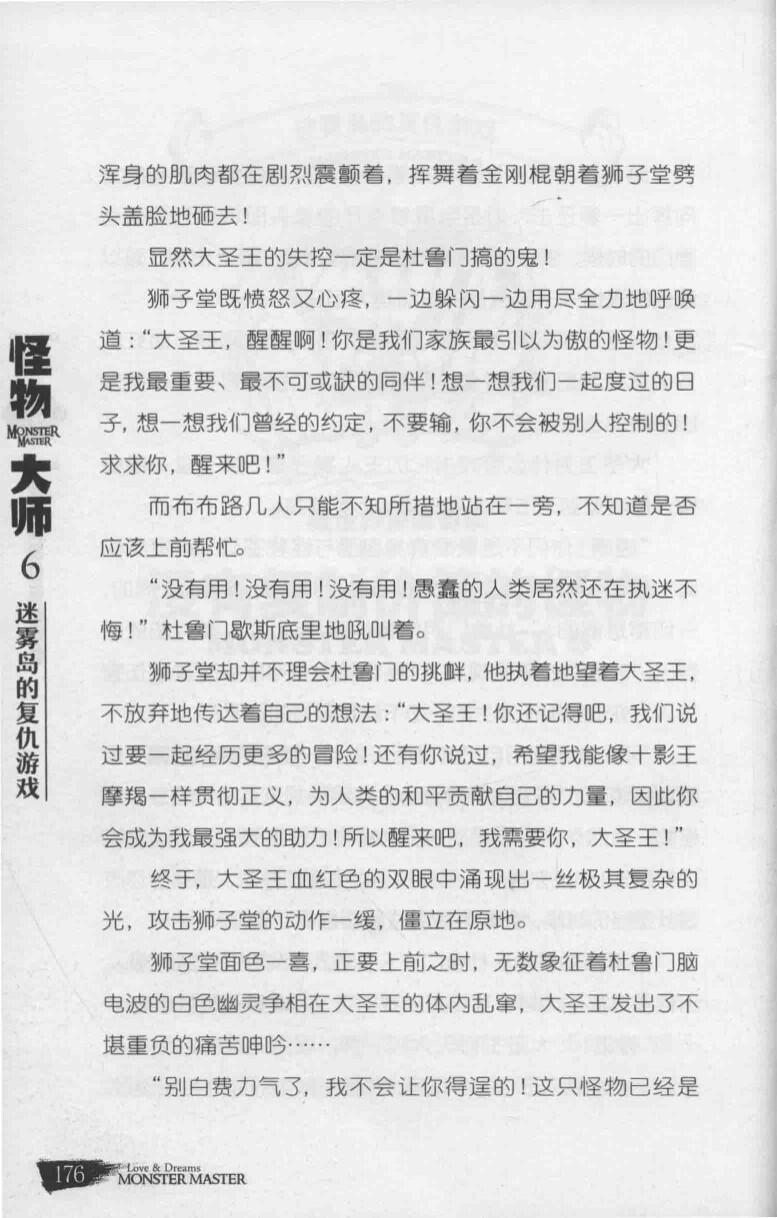 浑身的肌肉都在剧烈震颤着，挥舞着金刚棍朝着狮子堂劈
头盖脸地砸去！
显然大圣王的失控一定是杜鲁门搞的鬼！
狮子堂既愤怒又心疼，一边躲闪一边用尽全力地呼唤
道：“大圣王，醒醒啊！你是我们家族最引以为傲的怪物！更
是我最重要、最不可或缺的同伴！想一想我们一起度过的日
子，想一想我们曾经的约定，不要输，你不会被别人控制的！
求求你，醒来吧！”
而布布路几人只能不知所措地站在一旁，不知道是否
应该上前帮忙。
“没有用！没有用！没有用！愚蠢的人类居然还在执迷不
悔！”杜鲁门歇斯底里地吼叫着。
狮子堂却并不理会杜鲁门的挑衅，他执着地望着大圣王，
不放弃地传达着自己的想法：“大圣王！你还记得吧，我们说
过要一起经历更多的冒险！还有你说过，希望我能像十影王
摩羯一样贯彻正义，为人类的和平贡献自己的力量，因此你
会成为我最强大的助力！所以醒来吧，我需要你，大圣王！”
终于，大圣王血红色的双眼中涌现出一丝极其复杂的
光，攻击狮子堂的动作一缓，僵立在原地。
狮子堂面色一喜，正要上前之时，无数象征着杜鲁门脑
电波的白色幽灵争相在大圣王的体内乱窜，大圣王发出了不
堪重负的痛苦呻吟……
“别白费力气了，我不会让你得逞的！这只怪物已经是
怪物
MONSTER
MASTER
大师
6
迷雾岛的复仇游戏
176
Love & Dreams
MONSTER MASTER